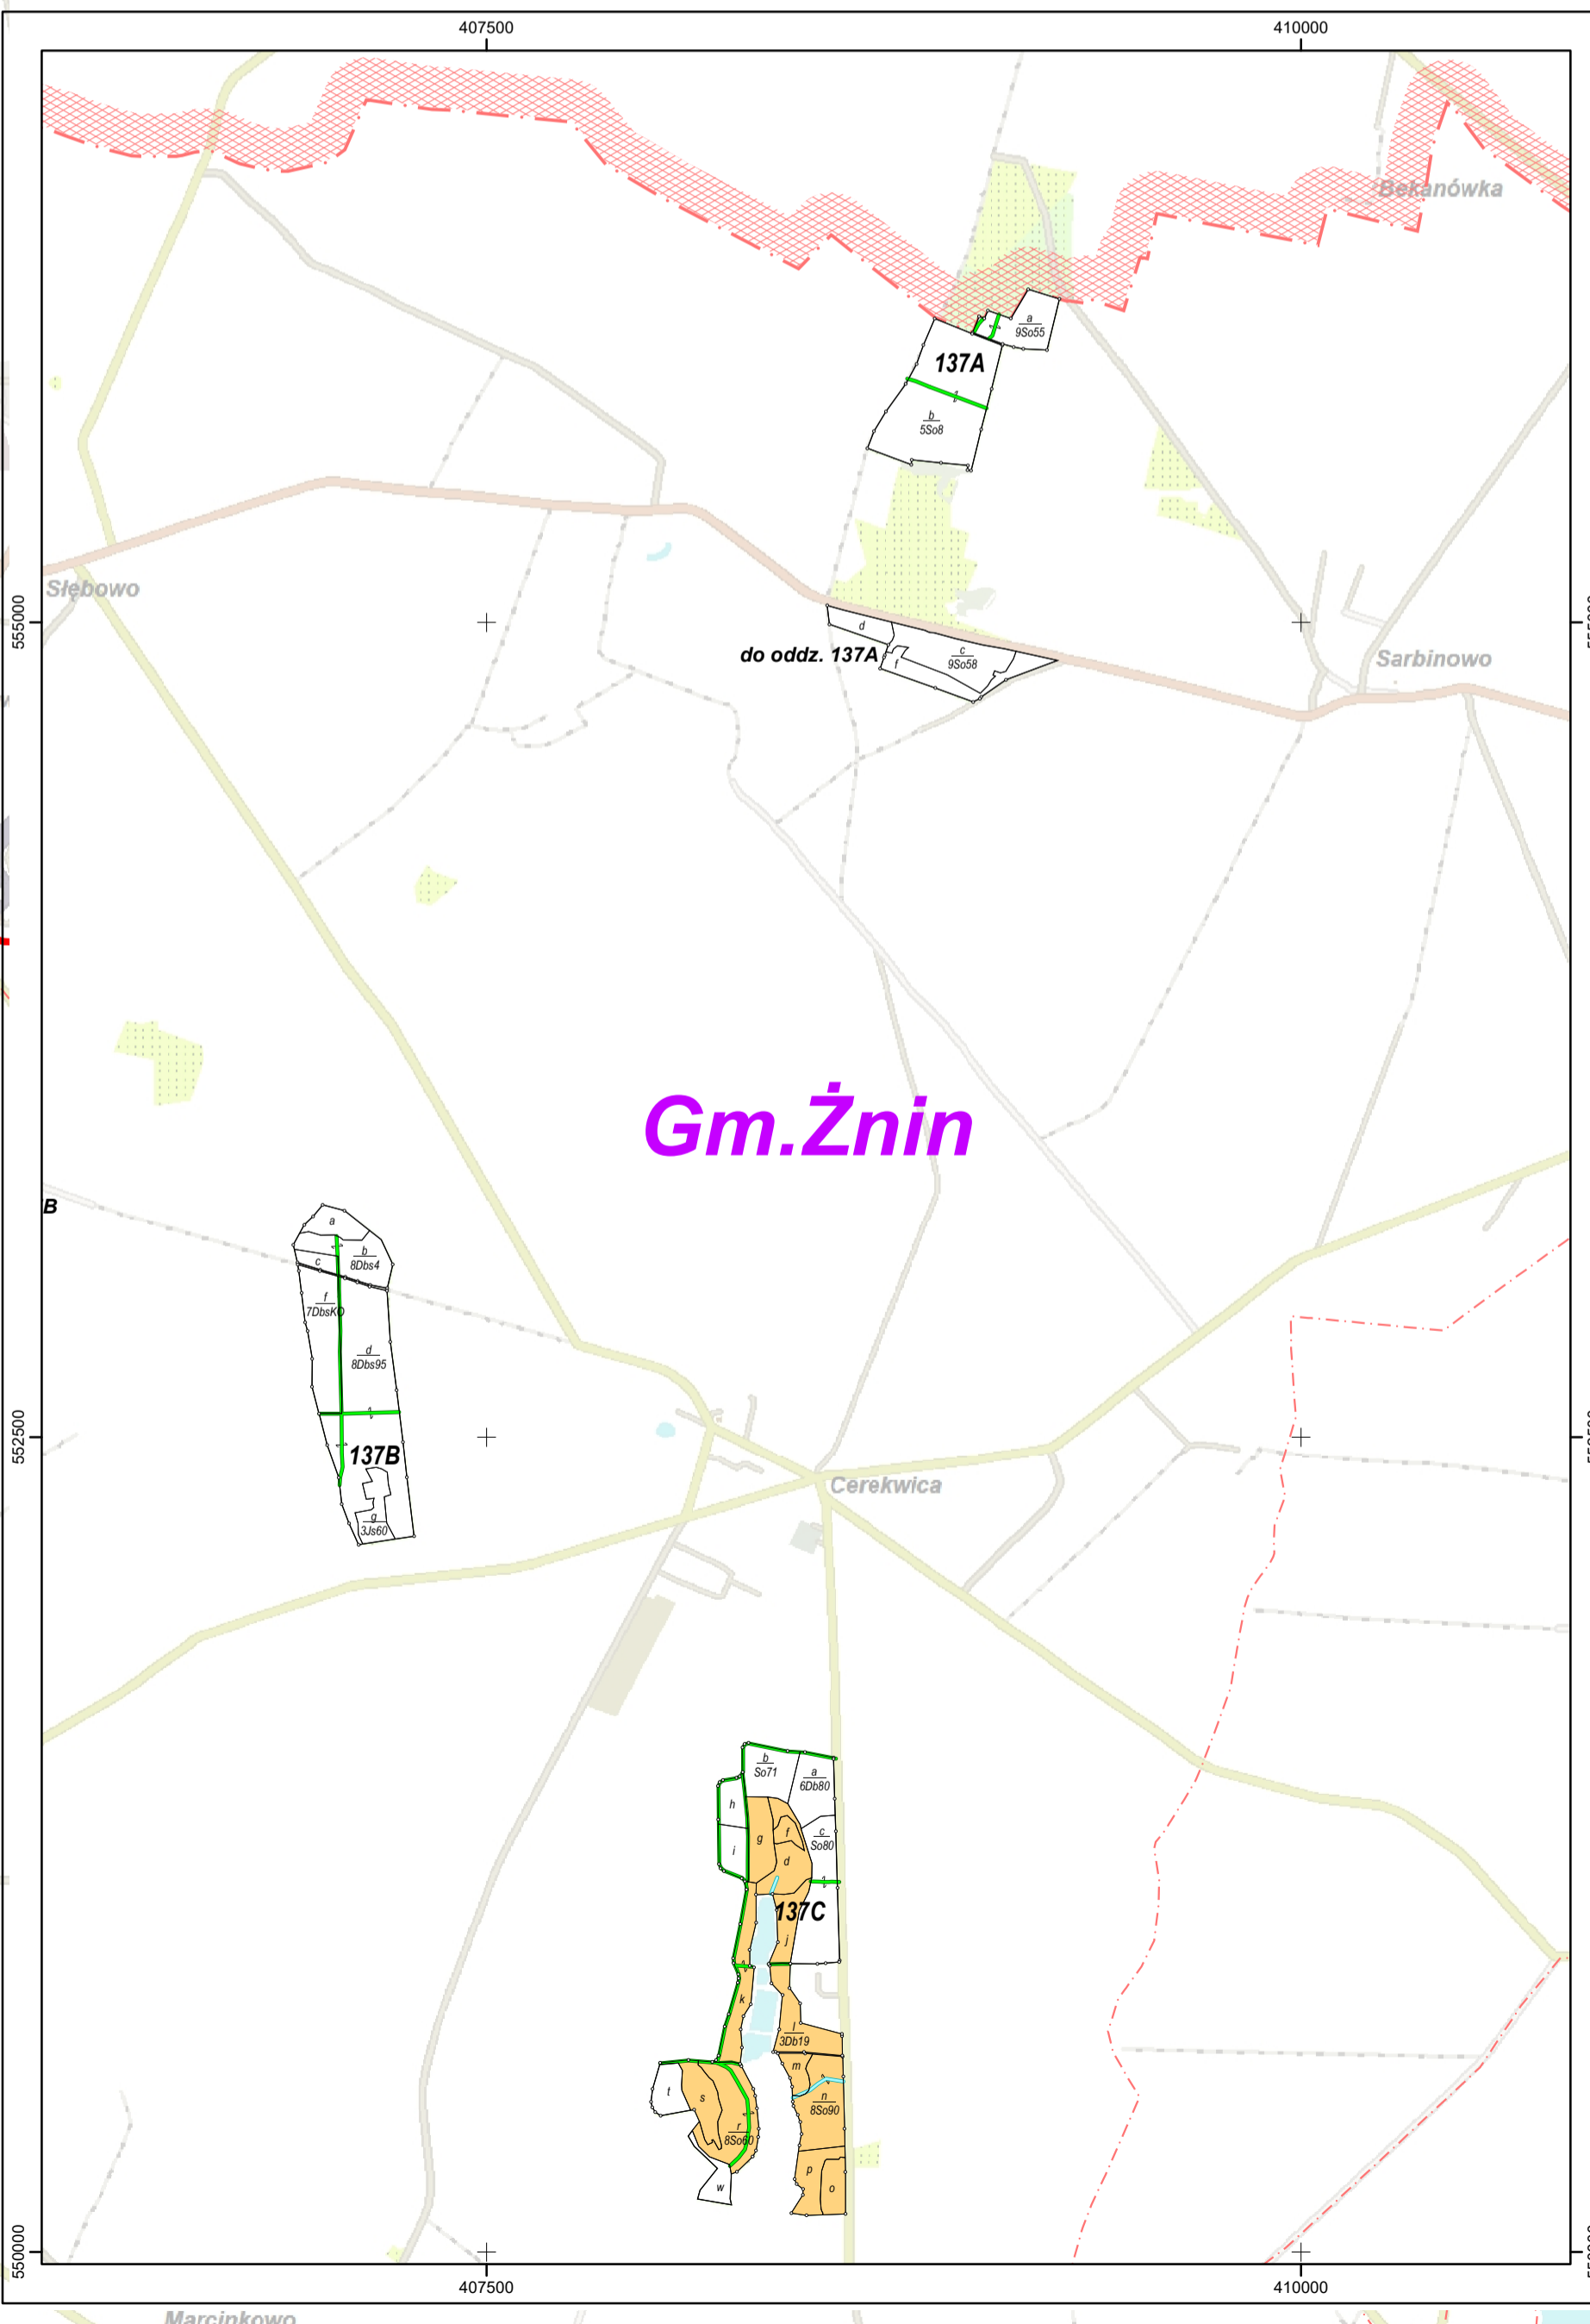 407500
410000
Bekanówka
a
9So55
137A
b
5So8
555000
Słębowo
d
c
9So58
f
do oddz. 137A
Sarbinowo
Gm.Żnin
B
a
b
8Dbs4
c
f
7DbsKO
d
8Dbs95
552500
137B
g
3Js60
Cerekwica
b
So71
a
6Db80
h
f
c
So80
g
i
d
137C
j
k
l
3Db19
m
t
s
n
8So90
r
8So60
p
w
o
550000
407500
410000
Marcinkowo